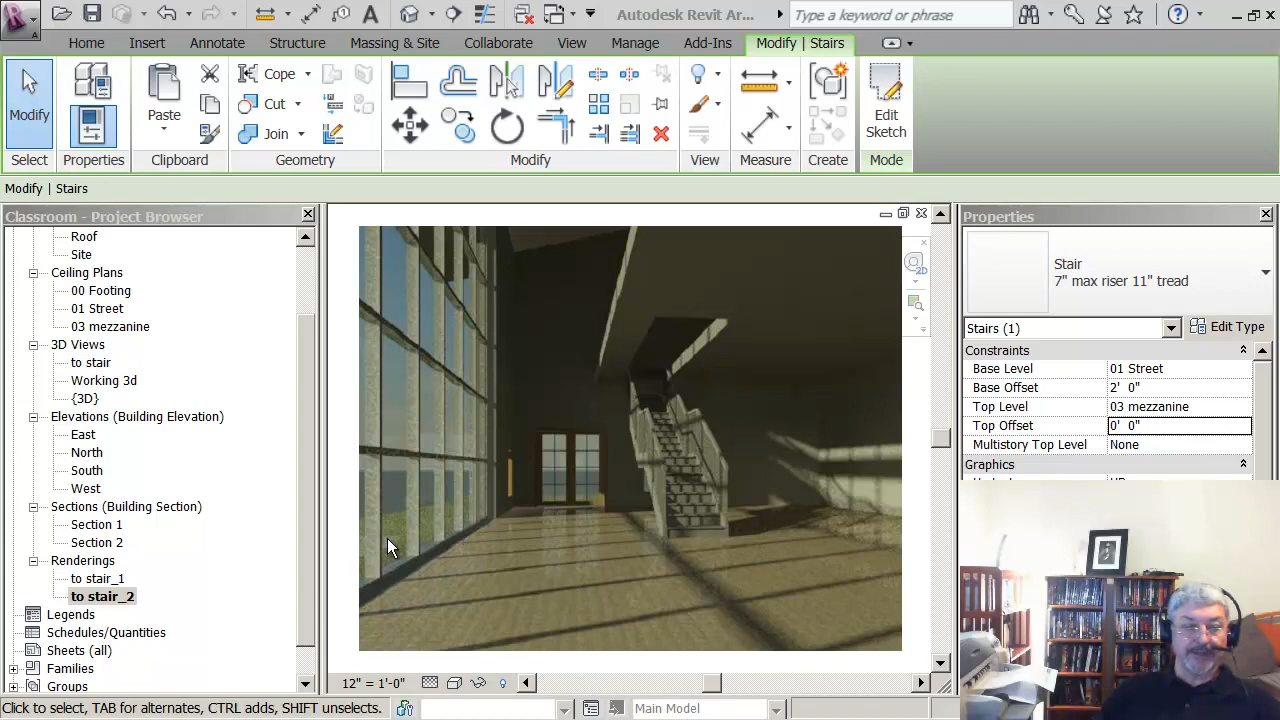 Autodesk Revit Ar...
Type a keyword or phrase
Home Insert Annotate Structure Massing & Site Collaborate View Manage Add-Ins Modify | Stairs
Modify
Paste
Cope
Cut
Join
Edit
Sketch
Select Properties Clipboard Geometry Modify View Measure Create Mode
Modify | Stairs
Classroom - Project Browser
Roof
Site
Ceiling Plans
00 Footing
01 Street
03 mezzanine
3D Views
to stair
Working 3d
{3D}
Elevations (Building Elevation)
East
North
South
West
Sections (Building Section)
Section 1
Section 2
Renderings
to stair_1
to stair_2
Legends
Schedules/Quantities
Sheets (all)
Families
Groups
2D
12" = 1'-0"
Properties
Stair
7" max riser 11" tread
Stairs (1)
Edit Type
Constraints
Base Level 01 Street
Base Offset 2' 0"
Top Level 03 mezzanine
Top Offset 0' 0"
Multistory Top Level None
Graphics
Click to select, TAB for alternates, CTRL adds, SHIFT unselects.
Main Model